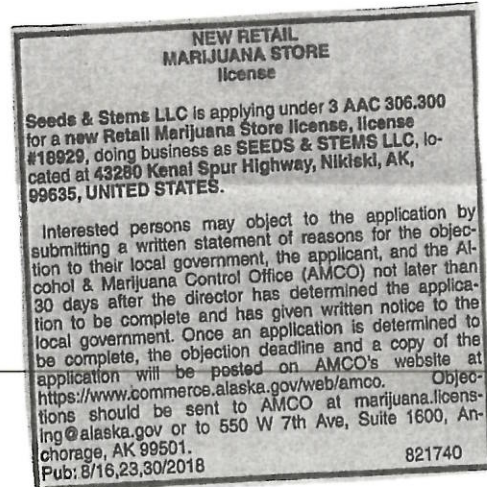 NEW RETAIL
MARIJUANA STORE
license
Seeds & Stems LLC is applying under 3 AAC 306.300
for a new Retail Marijuana Store license, license
#18929, doing business as SEEDS & STEMS LLC, lo-
cated at 43280 Kenai Spur Highway, Nikiski, AK,
99635, UNITED STATES.
Interested persons may object to the application by
submitting a written statement of reasons for the objec-
tion to their local government, the applicant, and the Al-
cohol & Marijuana Control Office (AMCO) not later than
30 days after the director has determined the applica-
tion to be complete and has given written notice to the
local government. Once an application is determined to
be complete, the objection deadline and a copy of the
application will be posted on AMCO's website at
https://www.commerce.alaska.gov/web/amco. Objec-
tions should be sent to AMCO at marijuana.licens-
ing@alaska.gov or to 550 W 7th Ave, Suite 1600, An-
chorage, AK 99501.
Pub: 8/16,23,30/2018 821740